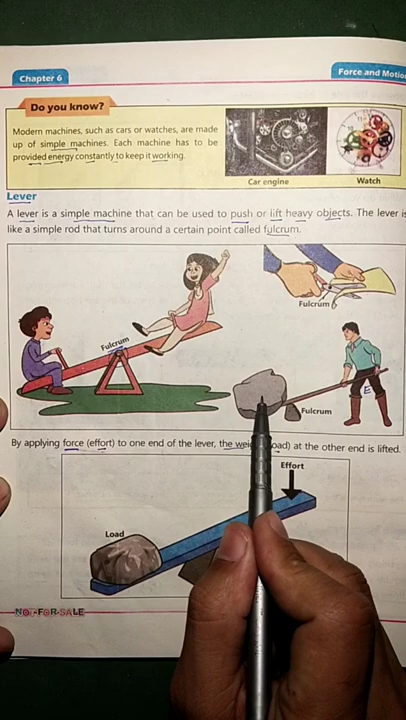 Chapter 6
Force and Motion
Do you know?
Modern machines, such as cars or watches, are made
up of simple machines. Each machine has to be
provided energy constantly to keep it working.
Car engine
Watch
Lever
A lever is a simple machine that can be used to push or lift heavy objects. The lever is
like a simple rod that turns around a certain point called fulcrum.
Fulcrum
Fulcrum
Fulcrum
E
By applying force (effort) to one end of the lever, the at the other end is lifted.
Effort
Load
NOT-FOR-SALE